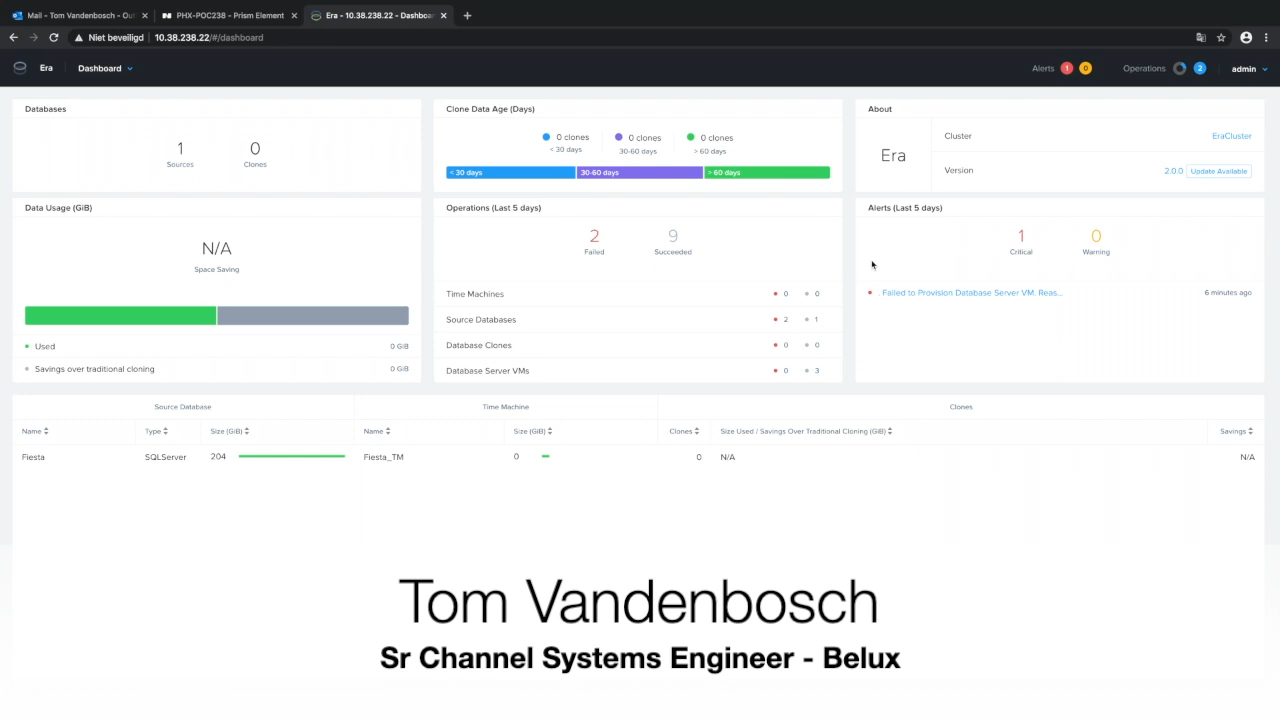 Mail - Tom Vandenbosch - Out
PHX-POC238 - Prism Element
Era - 10.38.238.22 - Dashboa
Niet beveiligd
10.38.238.22/#/dashboard
Era
Dashboard
Alerts 1 0
Operations 2
admin
Databases
1
Sources
0
Clones
Clone Data Age (Days)
0 clones
< 30 days
0 clones
30-60 days
0 clones
> 60 days
< 30 days
30-60 days
> 60 days
About
Era
Cluster
EraCluster
Version
2.0.0 Update Available
Data Usage (GiB)
N/A
Space Saving
Used
0 GiB
Savings over traditional cloning
0 GiB
Operations (Last 5 days)
2
Failed
9
Succeeded
Time Machines 0 0
Source Databases 2 1
Database Clones 0 0
Database Server VMs 0 3
Alerts (Last 5 days)
1
Critical
0
Warning
. Failed to Provision Database Server VM. Reas...
6 minutes ago
Source Database
Time Machine
Clones
Name Type Size (GiB) Name Size (GiB) Clones Size Used / Savings Over Traditional Cloning (GiB) Savings
Fiesta SQLServer 204 Fiesta_TM 0 0 N/A N/A
Tom Vandenbosch
Sr Channel Systems Engineer - Belux